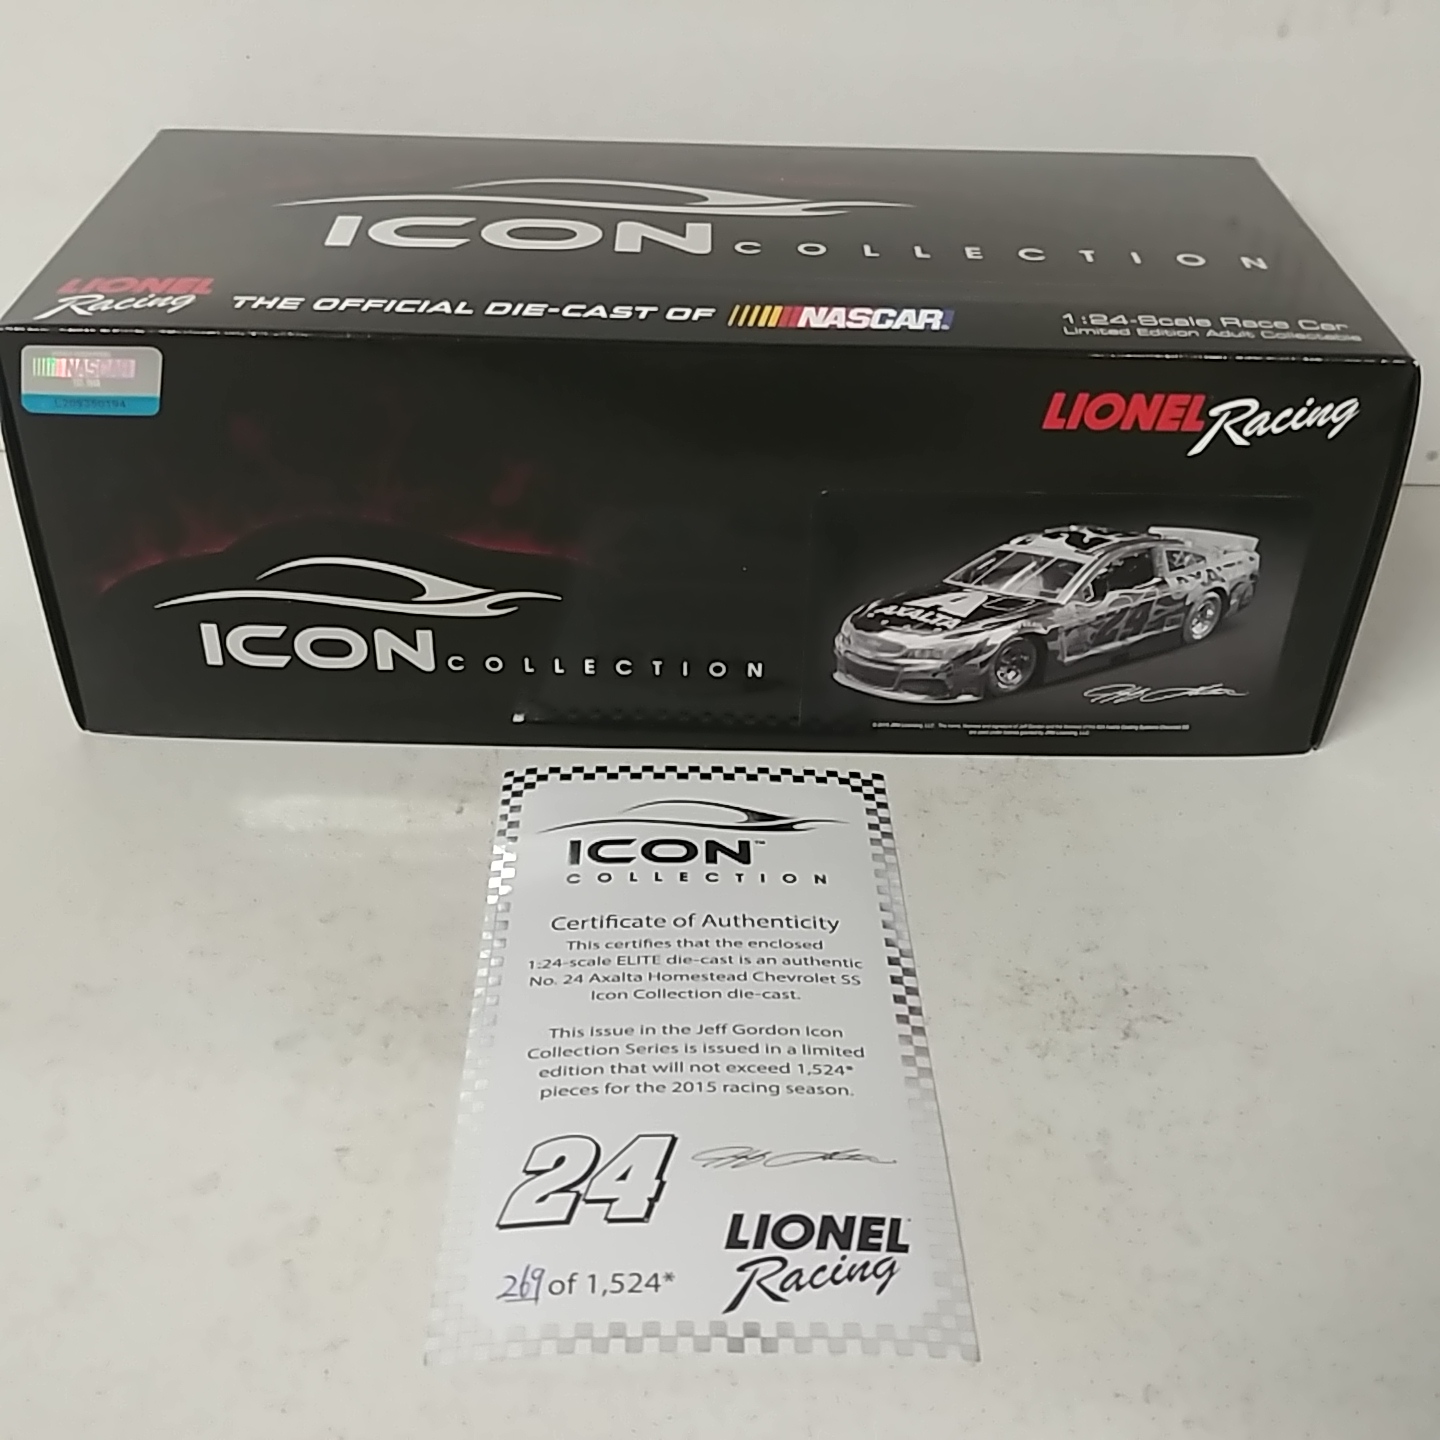 ICON COLLECTION
LIONEL Racing
THE OFFICIAL DIE-CAST OF NASCAR
1:24-Scale Race Car
Limited Edition Adult Collectable
NASCAR
LIONEL Racing
AXALTA
24
ICON COLLECTION
ICON™
COLLECTION
Certificate of Authenticity
This certifies that the enclosed
1:24-scale ELITE die-cast is an authentic
No. 24 Axalta Homestead Chevrolet SS
Icon Collection die-cast.
This issue in the Jeff Gordon Icon
Collection Series is issued in a limited
edition that will not exceed 1,524*
pieces for the 2015 racing season.
24
LIONEL
Racing
269 of 1,524*